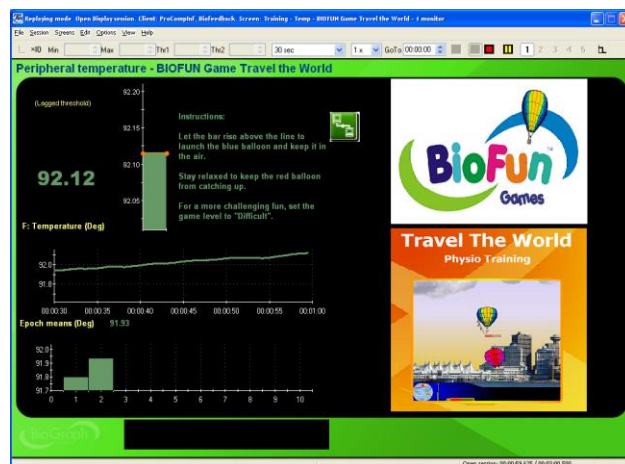 Replaying mode Open Display session. Client: ProCompInf, Biofeedback. Screen: Training - Temp - BIOFUN Game Travel the World - 1 monitor
File Session Screens Edit Options View Help
×10 Min Max Thr1 Thr2 30 sec 1 x GoTo 00:00:00 1 2 3 4 5
Peripheral temperature - BIOFUN Game Travel the World
(Lagged threshold)
92.20
92.15
92.10
92.05
92.12
Instructions:
Let the bar rise above the line to
launch the blue balloon and keep it in
the air.
Stay relaxed to keep the red balloon
from catching up.
For a more challenging fun, set the
game level to "Difficult".
BioFun™
Games
F: Temperature (Deg)
92.0
91.8
00:00:30 00:00:35 00:00:40 00:00:45 00:00:50 00:00:55 00:01:00
Travel The World
Physio Training
Epoch means (Deg) 91.93
92.0
91.9
91.8
91.7
0 1 2 3 4 5 6 7 8 9 10
BioGraph